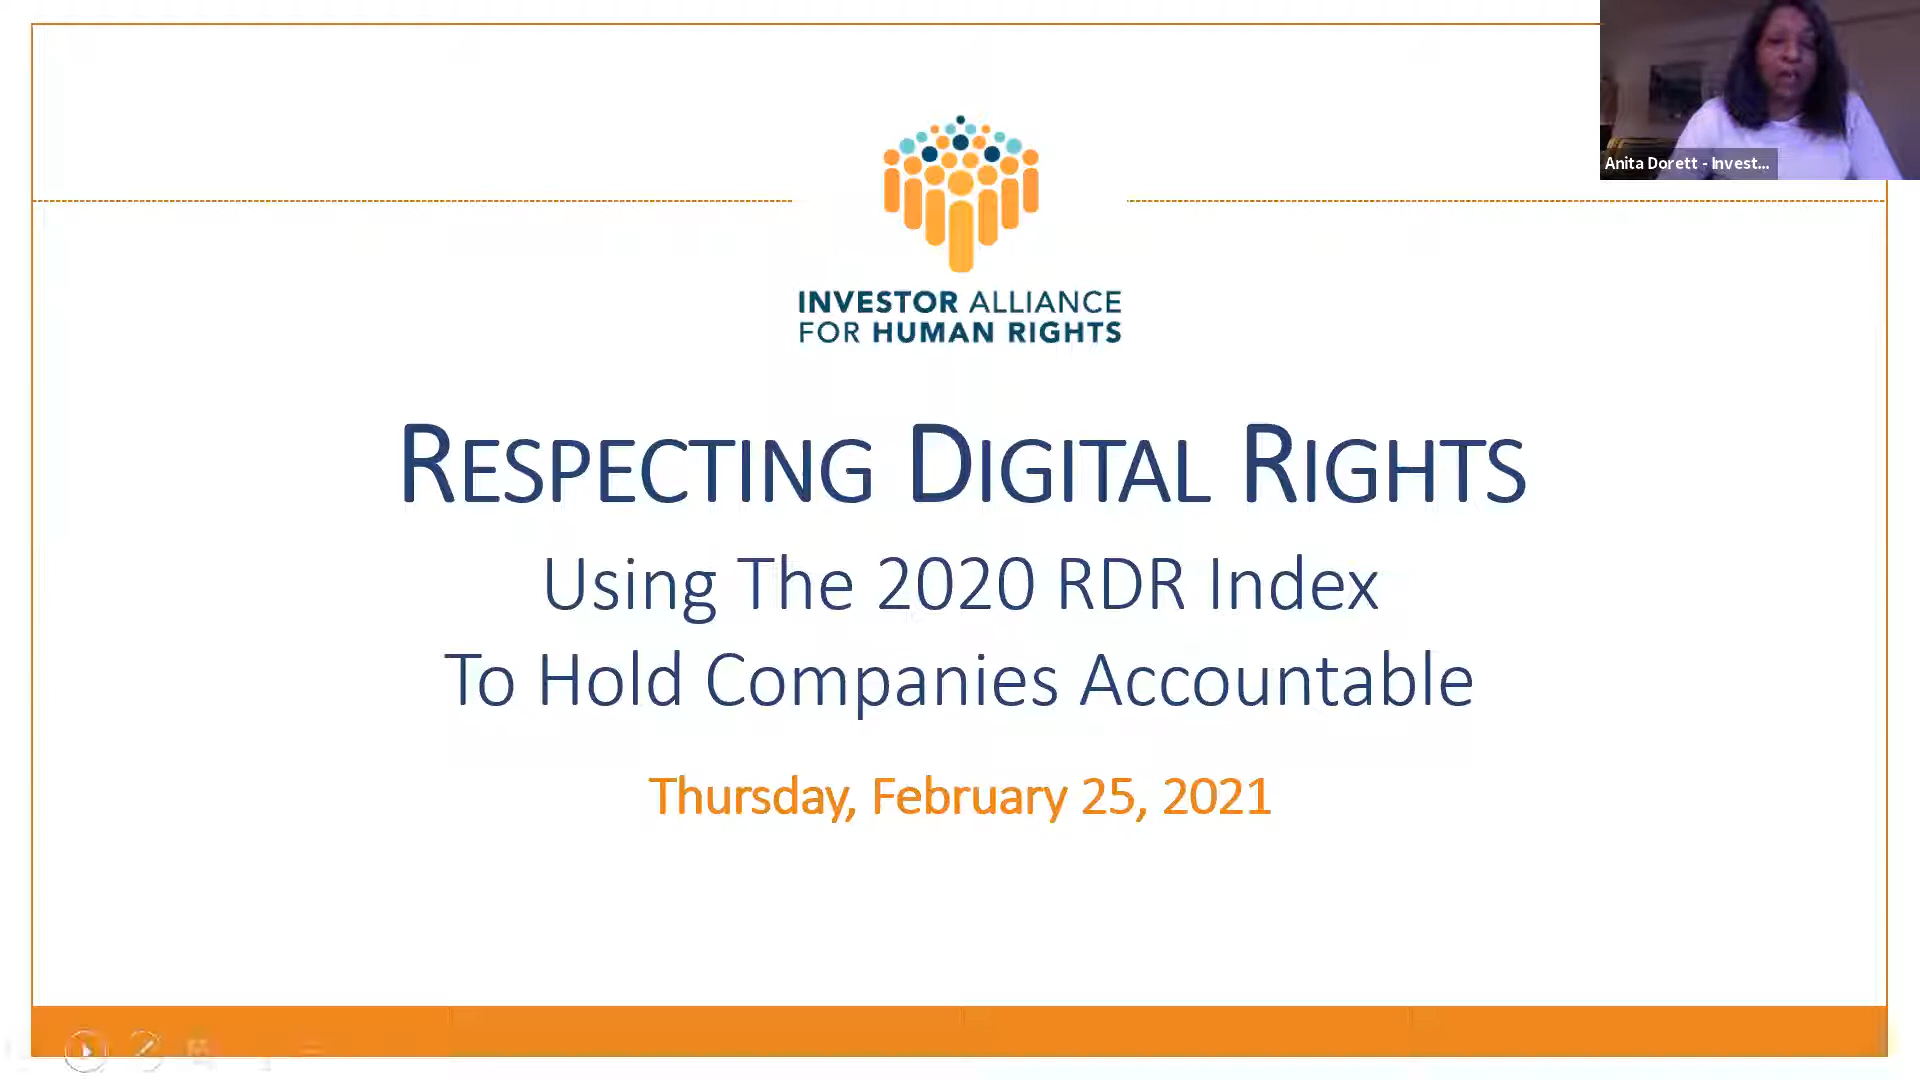 Anita Dorett - Invest...
INVESTOR ALLIANCE
FOR HUMAN RIGHTS
RESPECTING DIGITAL RIGHTS
Using The 2020 RDR Index
To Hold Companies Accountable
Thursday, February 25, 2021